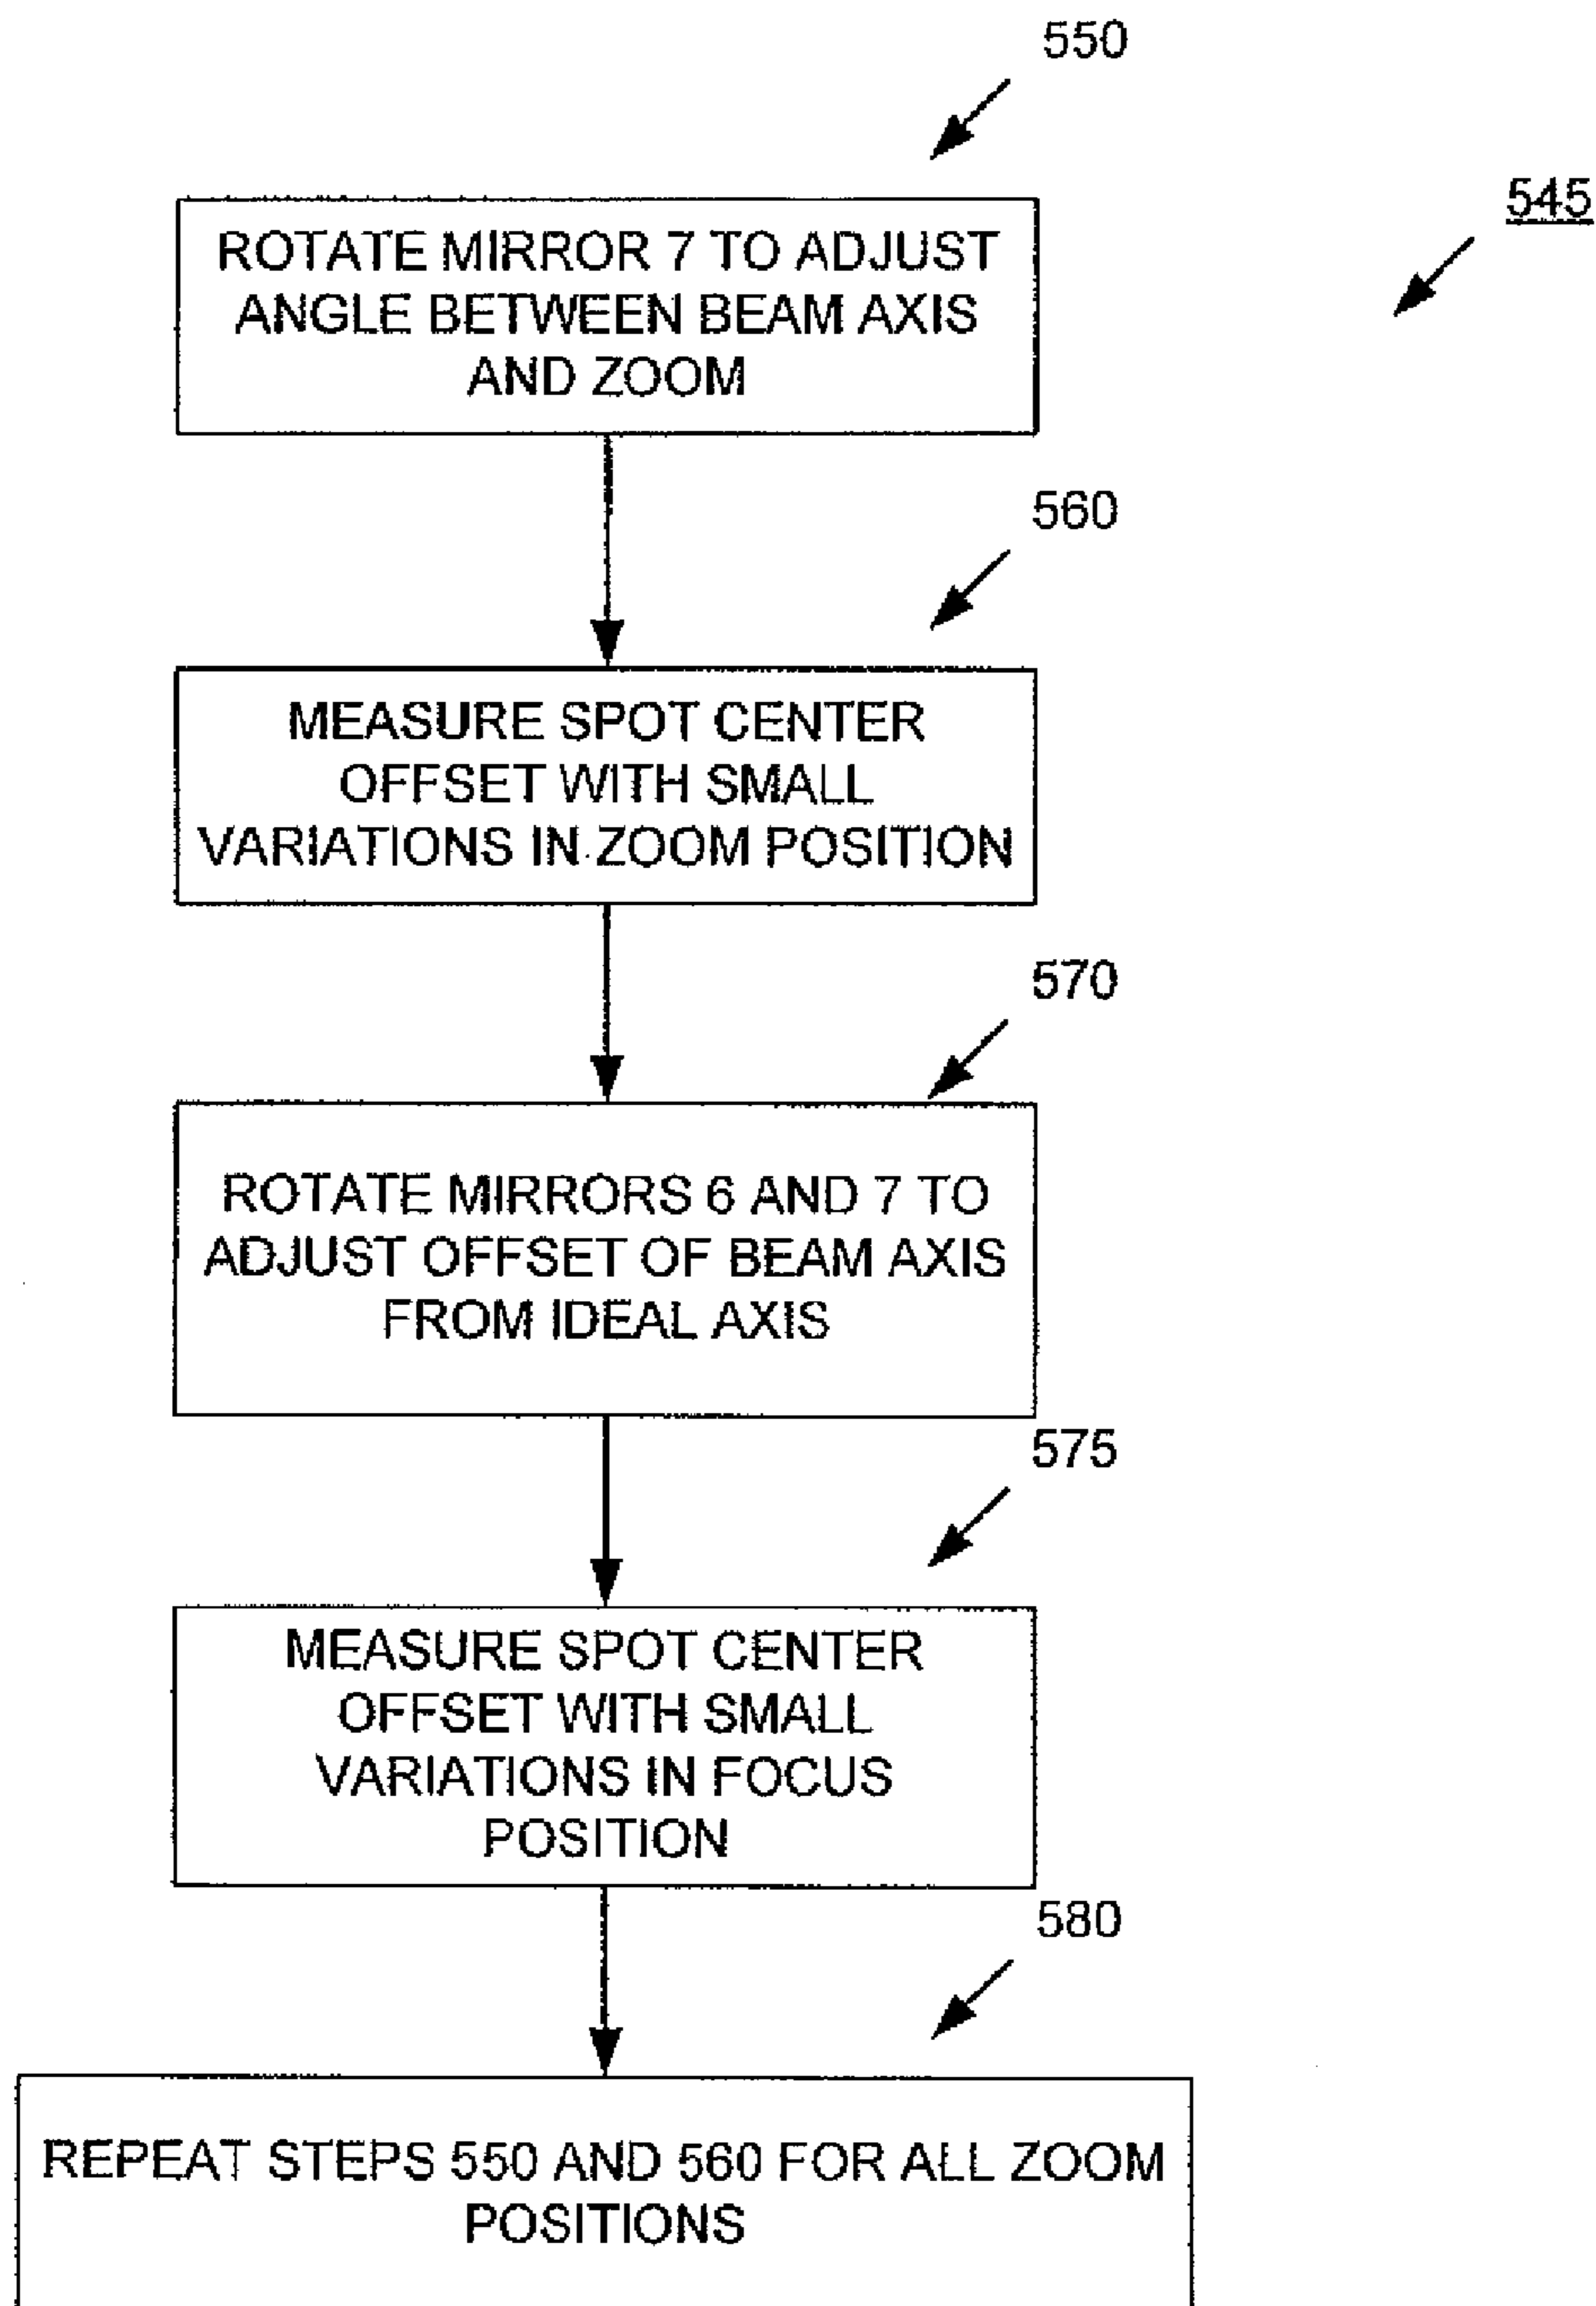 550
545
ROTATE MIRROR 7 TO ADJUST
ANGLE BETWEEN BEAM AXIS
AND ZOOM
560
MEASURE SPOT CENTER
OFFSET WITH SMALL
VARIATIONS IN ZOOM POSITION
570
ROTATE MIRRORS 6 AND 7 TO
ADJUST OFFSET OF BEAM AXIS
FROM IDEAL AXIS
575
MEASURE SPOT CENTER
OFFSET WITH SMALL
VARIATIONS IN FOCUS
POSITION
580
REPEAT STEPS 550 AND 560 FOR ALL ZOOM
POSITIONS